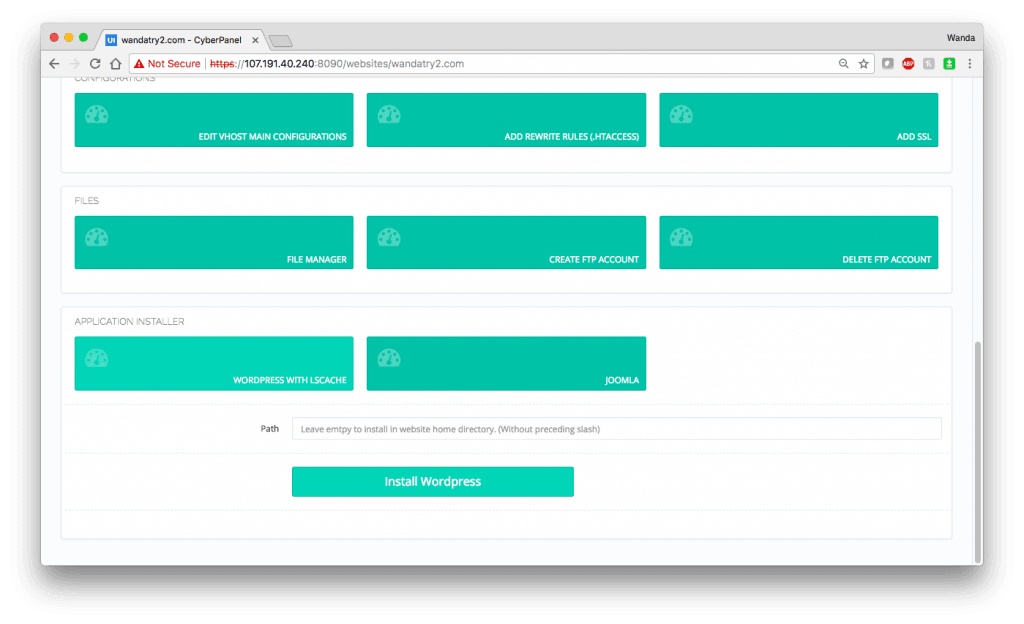 wandatry2.com - CyberPanel
Wanda
Not Secure https://107.191.40.240:8090/websites/wandatry2.com
ABP
CONFIGURATIONS
EDIT VHOST MAIN CONFIGURATIONS
ADD REWRITE RULES (.HTACCESS)
ADD SSL
FILES
FILE MANAGER
CREATE FTP ACCOUNT
DELETE FTP ACCOUNT
APPLICATION INSTALLER
WORDPRESS WITH LSCACHE
JOOMLA
Path
Leave emtpy to install in website home directory. (Without preceding slash)
Install Wordpress